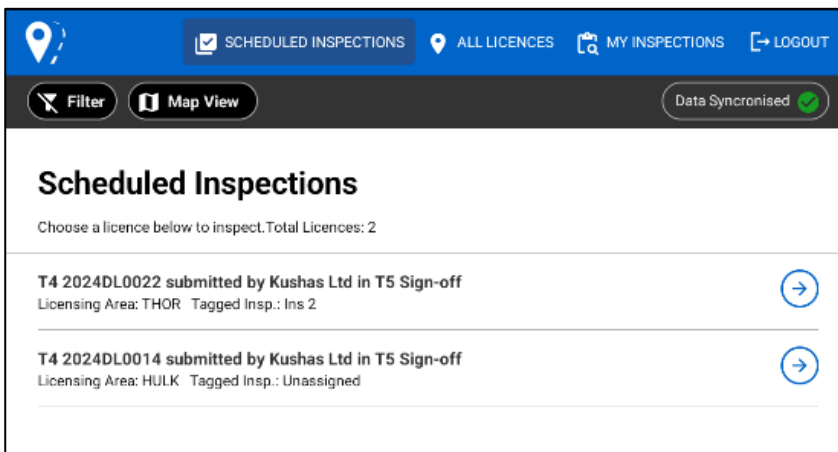 SCHEDULED INSPECTIONS ALL LICENCES MY INSPECTIONS LOGOUT
Filter Map View Data Syncronised
Scheduled Inspections
Choose a licence below to inspect.Total Licences: 2
T4 2024DL0022 submitted by Kushas Ltd in T5 Sign-off
Licensing Area: THOR Tagged Insp.: Ins 2
T4 2024DL0014 submitted by Kushas Ltd in T5 Sign-off
Licensing Area: HULK Tagged Insp.: Unassigned